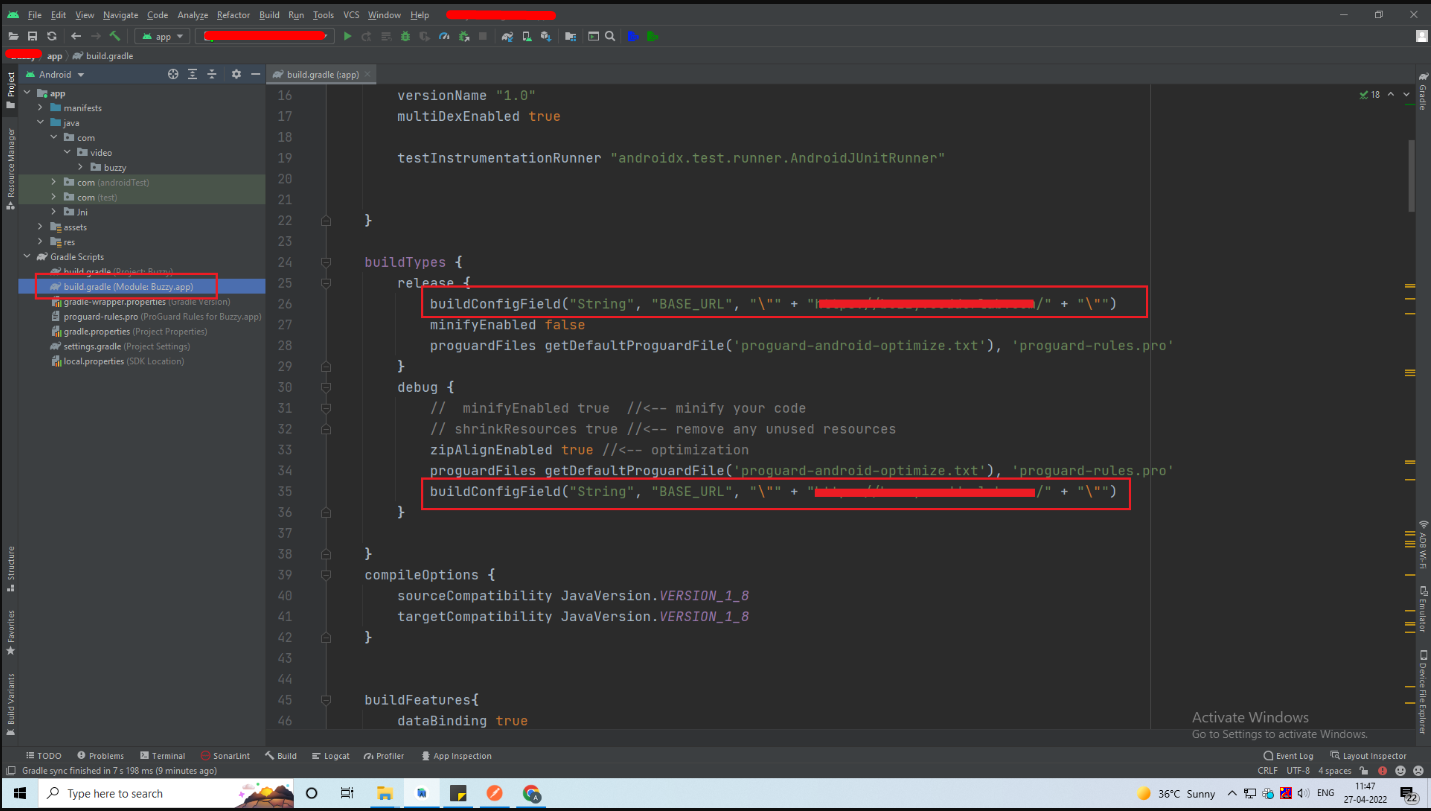 File Edit View Navigate Code Analyze Refactor Build Run Tools VCS Window Help
app
app build.gradle
Android
build.gradle (:app)
Project
Resource Manager
Structure
Favorites
Build Variants
app
manifests
java
com
video
buzzy
com (androidTest)
com (test)
Jni
assets
res
Gradle Scripts
build.gradle (Project: Buzzy)
build.gradle (Module: Buzzy.app)
gradle-wrapper.properties (Gradle Version)
proguard-rules.pro (ProGuard Rules for Buzzy.app)
gradle.properties (Project Properties)
settings.gradle (Project Settings)
local.properties (SDK Location)
18
16 versionName "1.0"
17 multiDexEnabled true
18
19 testInstrumentationRunner "androidx.test.runner.AndroidJUnitRunner"
20
21
22 }
23
24 buildTypes {
25 release {
26 buildConfigField("String", "BASE_URL", "\"" + " /" + "\"")
27 minifyEnabled false
28 proguardFiles getDefaultProguardFile('proguard-android-optimize.txt'), 'proguard-rules.pro'
29 }
30 debug {
31 // minifyEnabled true //<-- minify your code
32 // shrinkResources true //<-- remove any unused resources
33 zipAlignEnabled true //<-- optimization
34 proguardFiles getDefaultProguardFile('proguard-android-optimize.txt'), 'proguard-rules.pro'
35 buildConfigField("String", "BASE_URL", "\"" + " /" + "\"")
36 }
37
38 }
39 compileOptions {
40 sourceCompatibility JavaVersion.VERSION_1_8
41 targetCompatibility JavaVersion.VERSION_1_8
42 }
43
44
45 buildFeatures{
46 dataBinding true
Gradle
ADB Wi-Fi
Emulator
Device File Explorer
Activate Windows
Go to Settings to activate Windows.
TODO Problems Terminal SonarLint Build Logcat Profiler App Inspection Event Log Layout Inspector
Gradle sync finished in 7 s 198 ms (9 minutes ago) CRLF UTF-8 4 spaces
Type here to search
36°C Sunny
ENG
11:47
27-04-2022
22